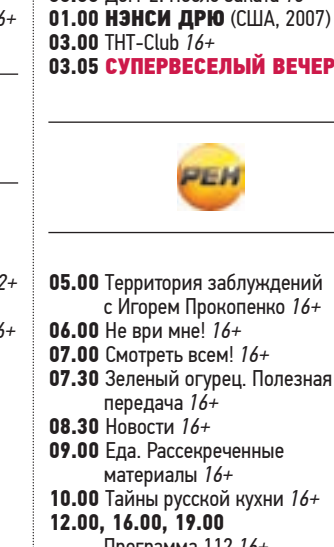 6+
01.00 НЭНСИ ДРЮ (США, 2007)
03.00 ТНТ-Club 16+
03.05 СУПЕРВЕСЕЛЫЙ ВЕЧЕР
РЕН
2+
05.00 Территория заблуждений
с Игорем Прокопенко 16+
6+
06.00 Не ври мне! 16+
07.00 Смотреть всем! 16+
07.30 Зеленый огурец. Полезная
передача 16+
08.30 Новости 16+
09.00 Еда. Рассекреченные
материалы 16+
10.00 Тайны русской кухни 16+
12.00, 16.00, 19.00
Программа 112 16+